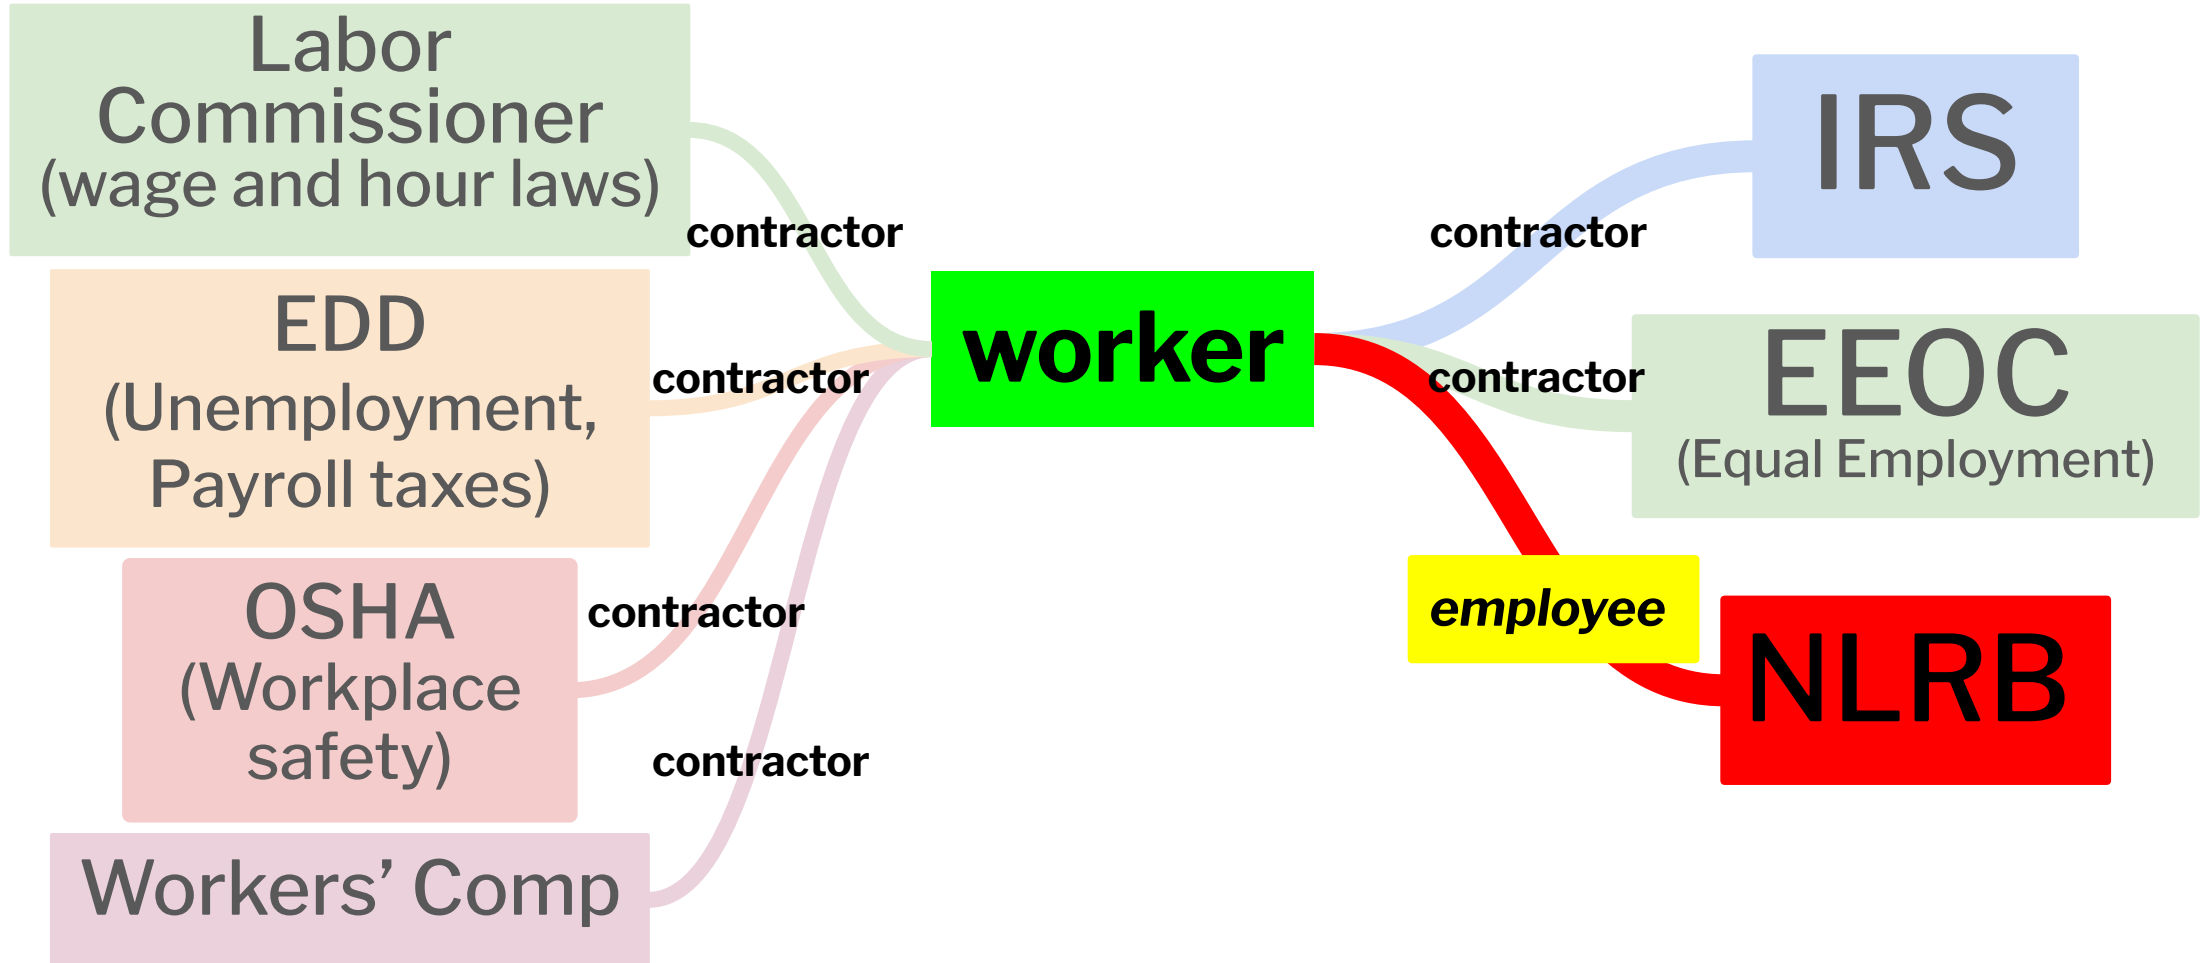 Labor
Commissioner
(wage and hour laws)
contractor
EDD
(Unemployment,
Payroll taxes)
contractor
OSHA
(Workplace
safety)
contractor
Workers’ Comp
contractor
worker
contractor
IRS
contractor
EEOC
(Equal Employment)
employee
NLRB